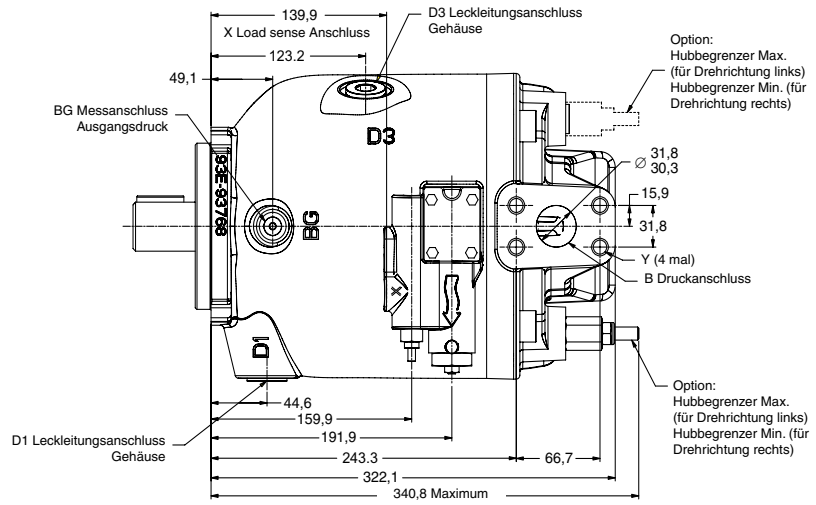 139,9
X Load sense Anschluss
123.2
49,1
BG Messanschluss
Ausgangsdruck
D3 Leckleitungsanschluss
Gehäuse
Option:
Hubbegrenzer Max.
(für Drehrichtung links)
Hubbegrenzer Min. (für
Drehrichtung rechts)
D3
93E-93768
BG
X
D1
∅ 31,8
30,3
15,9
31,8
Y (4 mal)
B Druckanschluss
Option:
Hubbegrenzer Max.
(für Drehrichtung links)
Hubbegrenzer Min. (für
Drehrichtung rechts)
D1 Leckleitungsanschluss
Gehäuse
44,6
159,9
191,9
243.3
66,7
322,1
340,8 Maximum